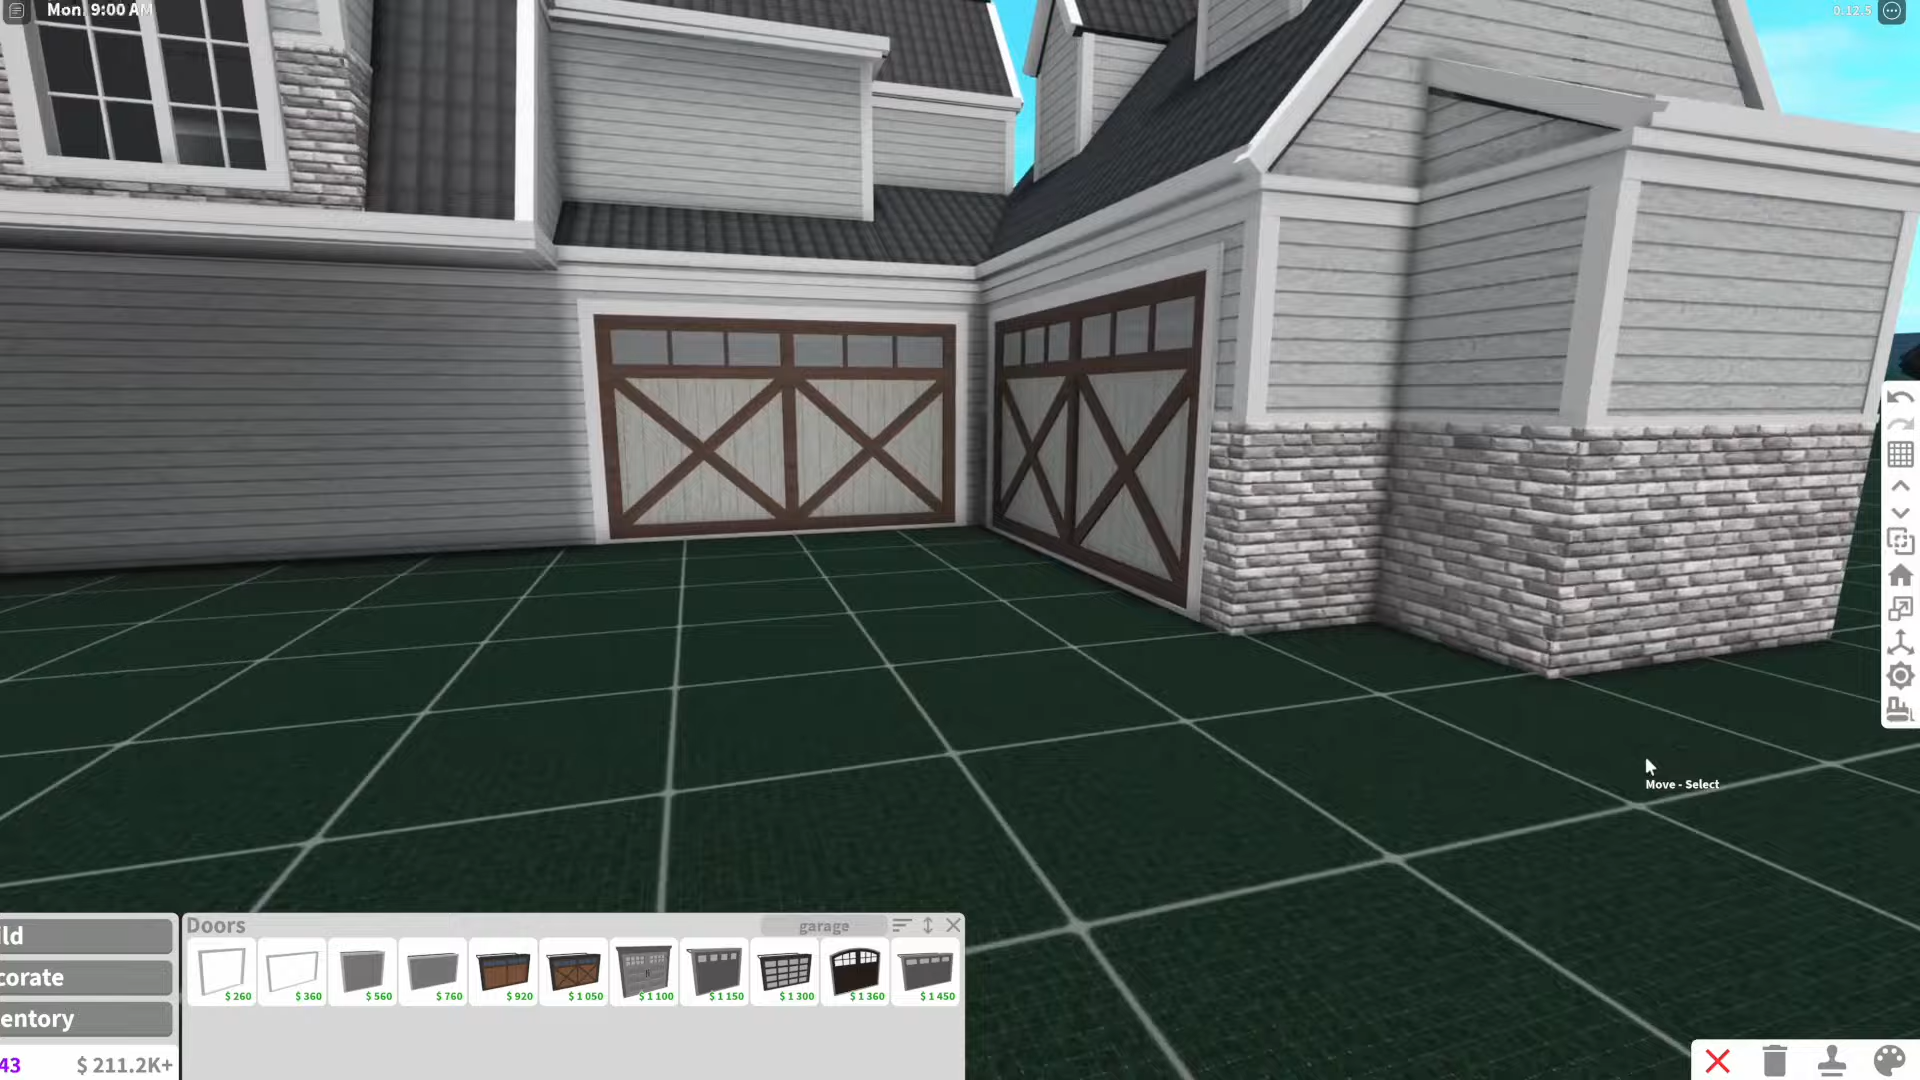 Mon. 9:00 AM
0.12.5
Move - Select
ild
corate
entory
43
$ 211.2K+
Doors
garage
$ 260
$ 360
$ 560
$ 760
$ 920
$ 1 050
$ 1 100
$ 1 150
$ 1 300
$ 1 360
$ 1 450